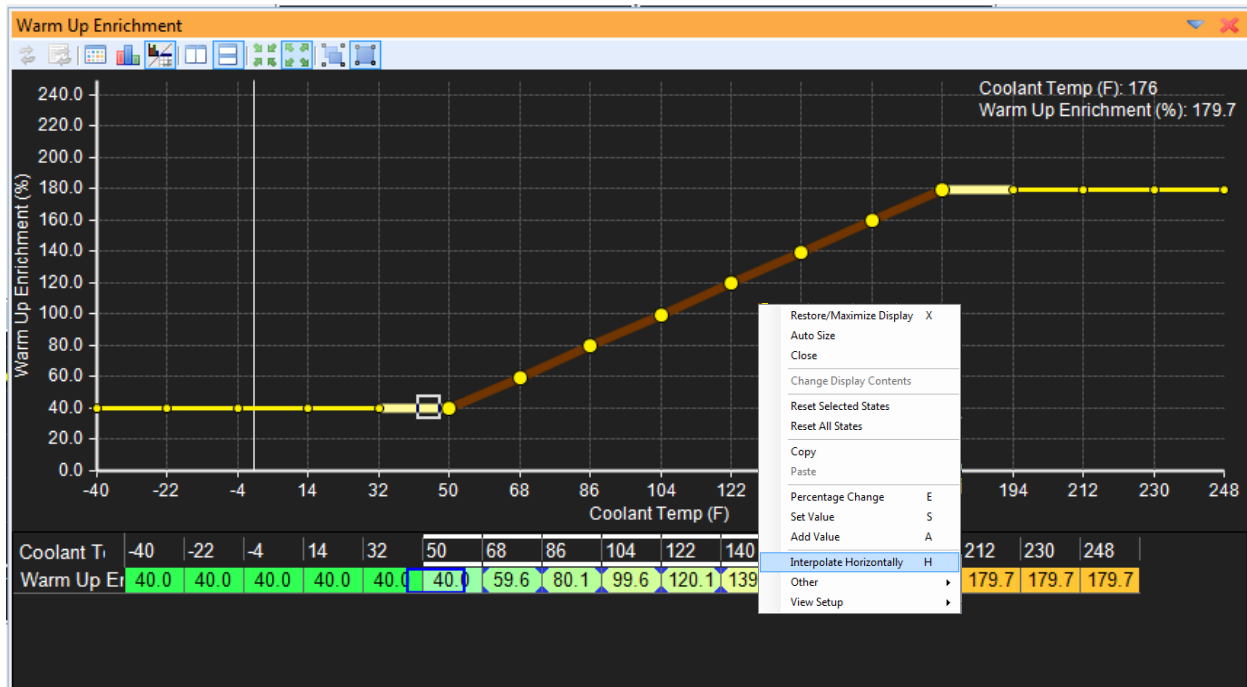 Warm Up Enrichment
Coolant Temp (F): 176
Warm Up Enrichment (%): 179.7
Warm Up Enrichment (%)
240.0
220.0
200.0
180.0
160.0
140.0
120.0
100.0
80.0
60.0
40.0
20.0
0.0
-40 -22 -4 14 32 50 68 86 104 122 194 212 230 248
Coolant Temp (F)
Restore/Maximize Display X
Auto Size
Close
Change Display Contents
Reset Selected States
Reset All States
Copy
Paste
Percentage Change E
Set Value S
Add Value A
Interpolate Horizontally H
Other
View Setup
Coolant T -40 -22 -4 14 32 50 68 86 104 122 140 212 230 248
Warm Up Er 40.0 40.0 40.0 40.0 40.0 40.0 59.6 80.1 99.6 120.1 139 179.7 179.7 179.7